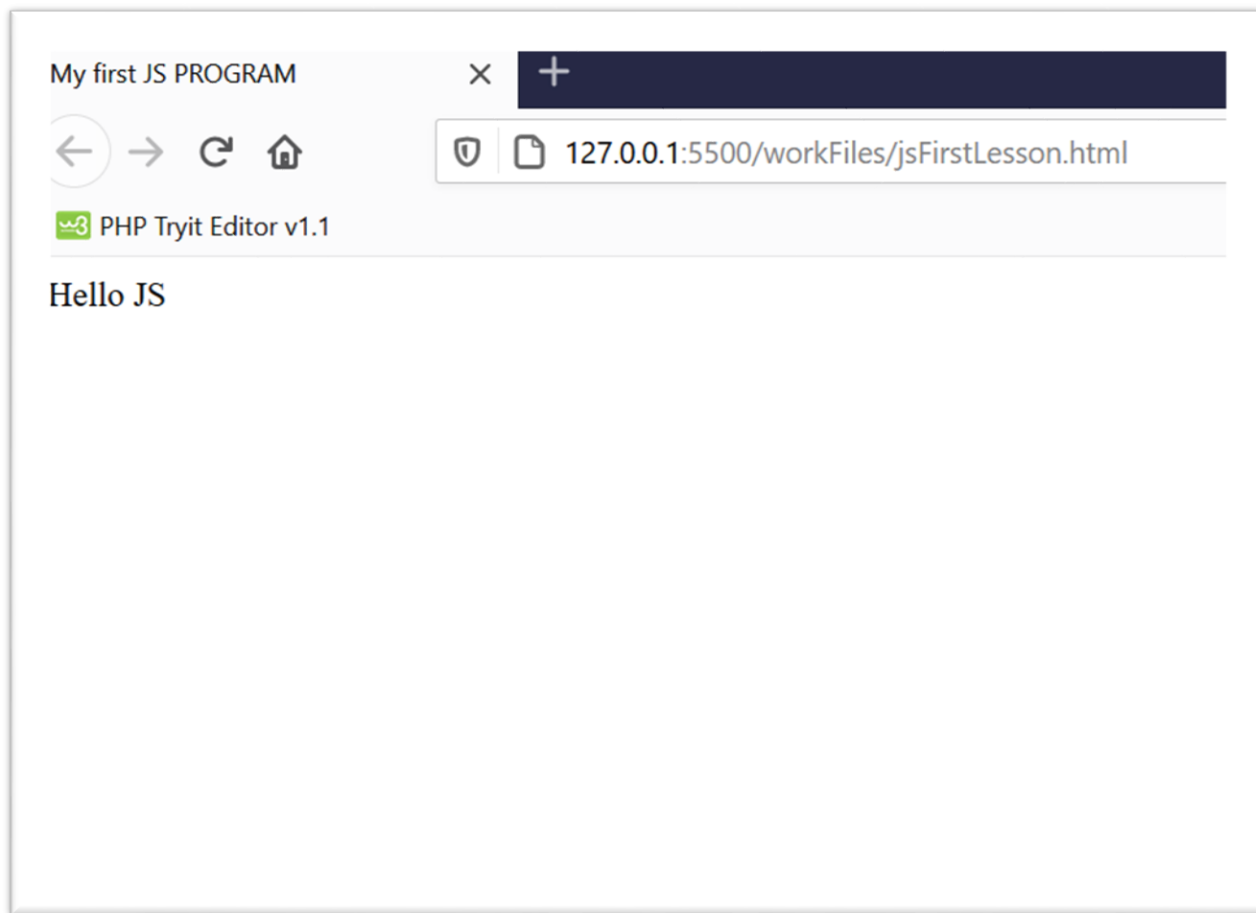 My first JS PROGRAM
127.0.0.1:5500/workFiles/jsFirstLesson.html
w3 PHP Tryit Editor v1.1
Hello JS